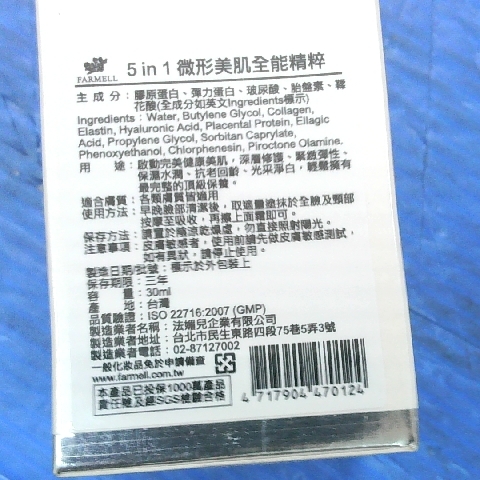 FARMELL
5 in 1 微形美肌全能精粹
主成分:膠原蛋白、彈力蛋白、玻尿酸、胎盤素、鞣
花酸(全成分如英文Ingredients標示)
Ingredients : Water, Butylene Glycol, Collagen,
Elastin, Hyaluronic Acid, Placental Protein, Ellagic
Acid, Propylene Glycol, Sorbitan Caprylate,
Phenoxyethanol, Chlorphenesin, Piroctone Olamine.
用途:啟動完美健康美肌,深層修護、緊緻彈性、
保濕水潤、抗老回齡、光采淨白,輕鬆擁有
最完整的頂級保養。
適合膚質:各類膚質皆適用
使用方法:早晚臉部清潔後,取適量塗抹於全臉及頸部
按摩至吸收,再擦上面霜即可。
保存方法:請置於陰涼乾燥處,勿直接照射陽光。
注意事項:皮膚敏感者,使用前請先做皮膚敏感測試,
如有異狀,請停止使用。
製造日期/批號:標示於外包裝上
保存期限:三年
容量:30ml
產地:台灣
品質驗證:ISO 22716:2007 (GMP)
製造業者名稱:法嬭兒企業有限公司
製造業者地址:台北市民生東路四段75巷5弄3號
製造業者電話:02-87127002
一般化妝品免於申請備查
www.farmell.com.tw
本產品已投保1000萬產品
責任險及經SGS檢驗合格
4 717904 470124